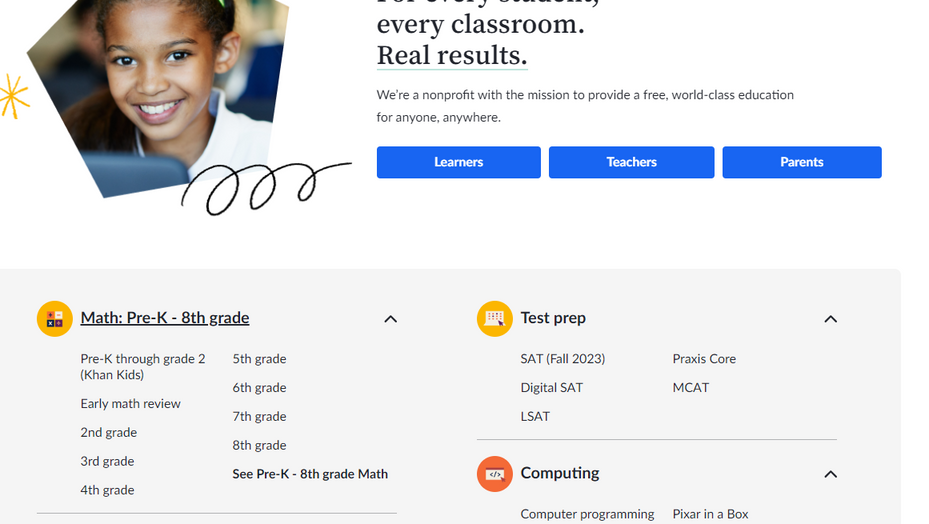 For every student,
every classroom.
Real results.
We're a nonprofit with the mission to provide a free, world-class education
for anyone, anywhere.
Learners
Teachers
Parents
Math: Pre-K - 8th grade
Pre-K through grade 2
(Khan Kids)
Early math review
2nd grade
3rd grade
4th grade
5th grade
6th grade
7th grade
8th grade
See Pre-K - 8th grade Math
Test prep
SAT (Fall 2023)
Digital SAT
LSAT
Praxis Core
MCAT
Computing
Computer programming
Pixar in a Box